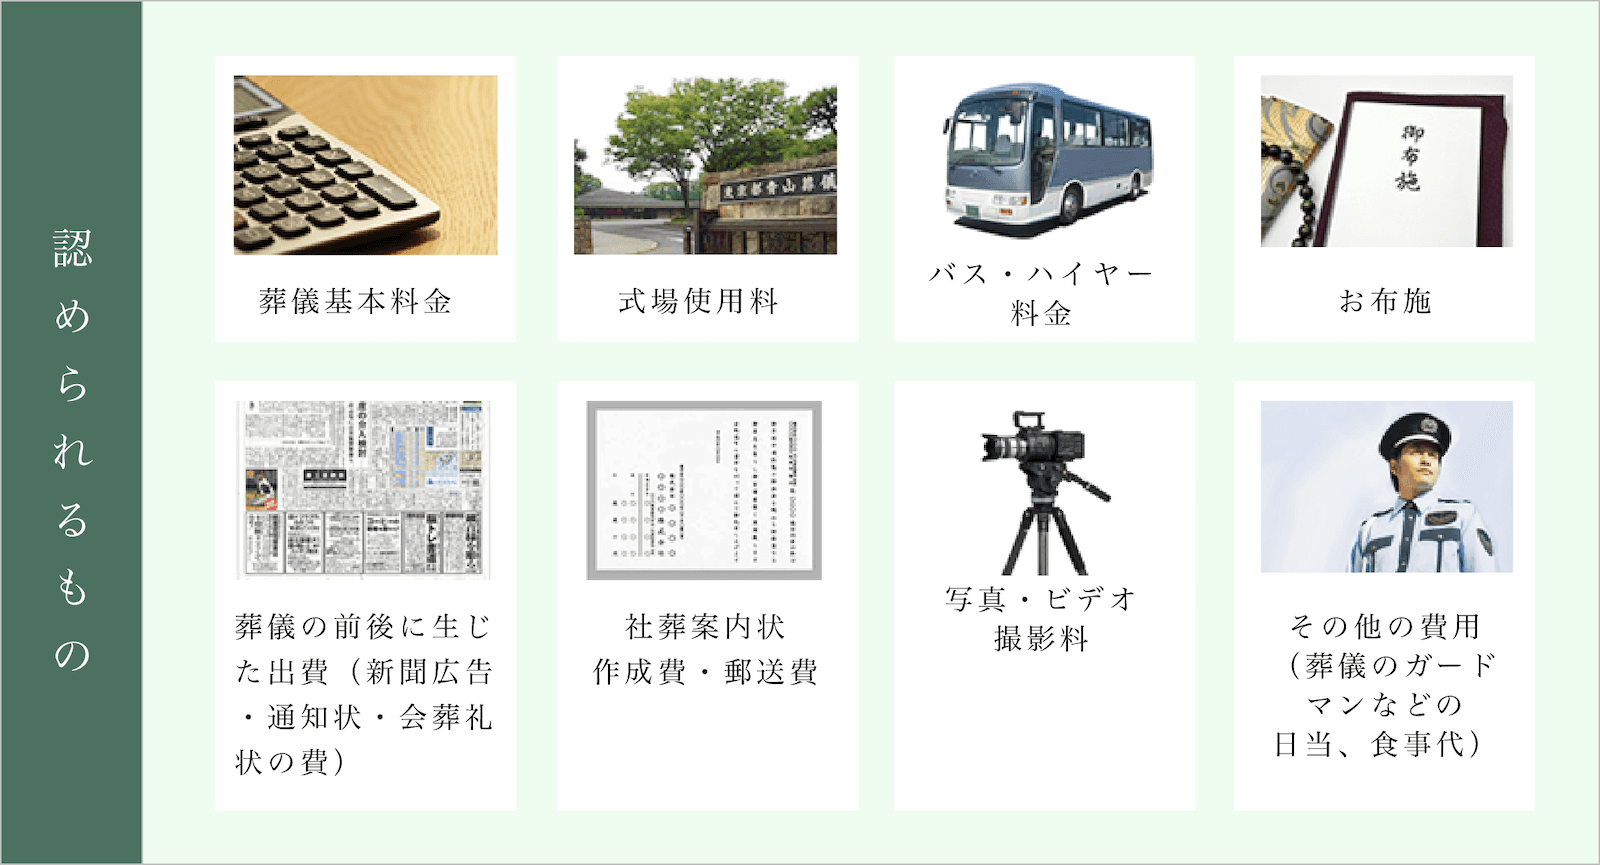 認められるもの
東京都青山葬儀
葬儀基本料金
式場使用料
バス・ハイヤー
料金
御布施
お布施
葬儀の前後に生じ
た出費（新聞広告
・通知状・会葬礼
状の費）
社葬案内状
作成費・郵送費
写真・ビデオ
撮影料
その他の費用
（葬儀のガード
マンなどの
日当、食事代）